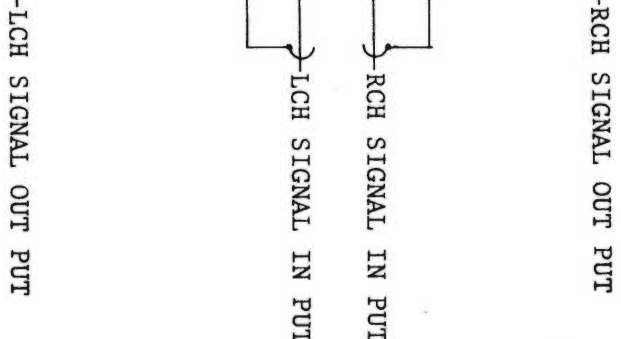 -LCH SIGNAL OUT PUT
-LCH SIGNAL IN PUT
-RCH SIGNAL IN PUT
-RCH SIGNAL OUT PUT